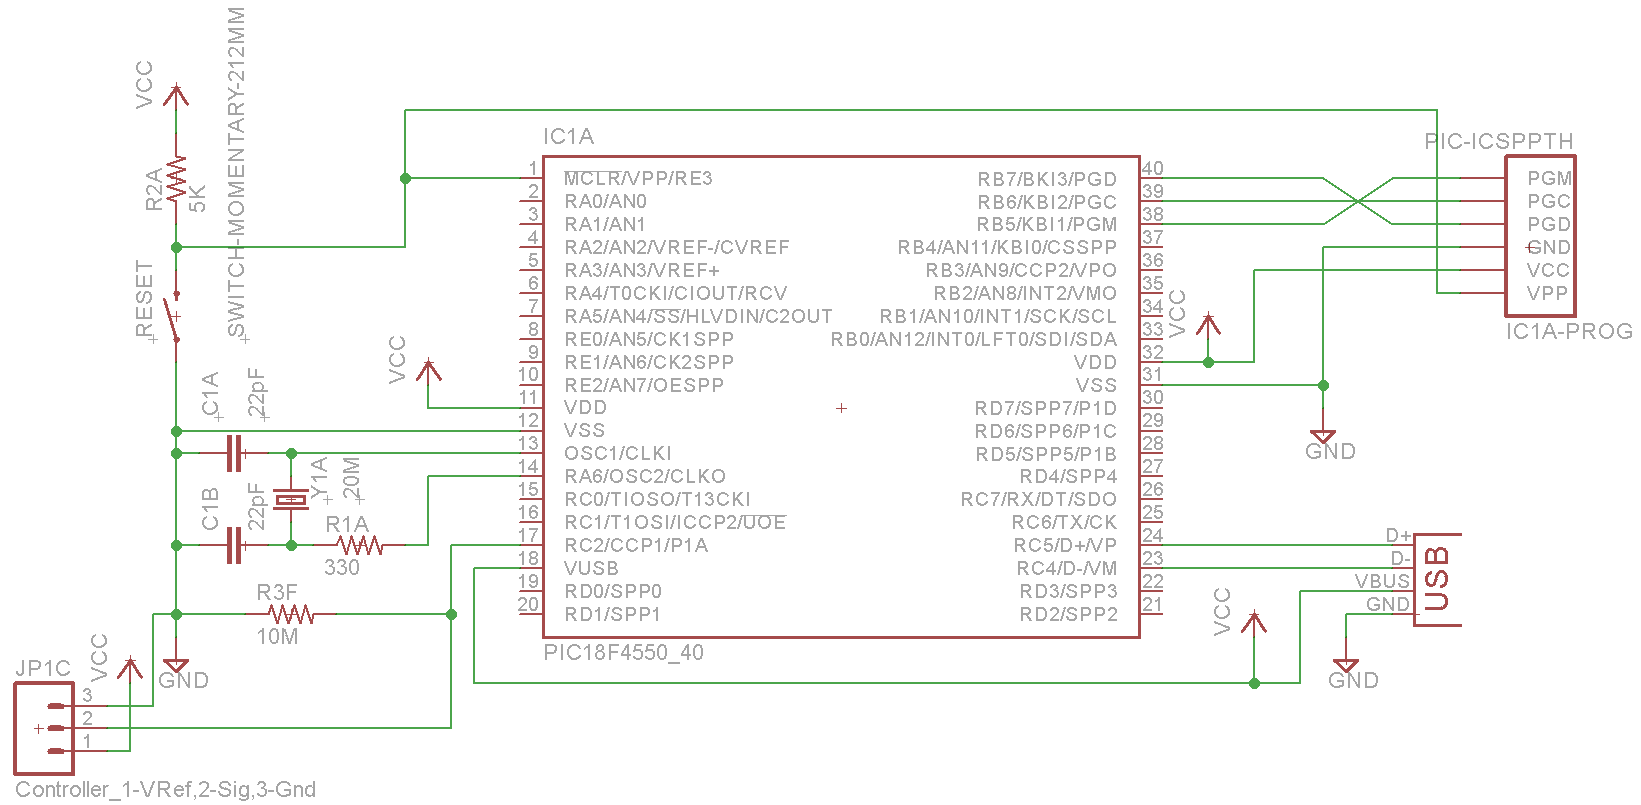 VCC
R2A
5K
SWITCH-MOMENTARY-212MM
RESET
C1A
22pF
C1B
22pF
Y1A
20M
R1A
330
R3F
10M
VCC
GND
VCC
JP1C
3
2
1
Controller_1-VRef,2-Sig,3-Gnd
IC1A
1 MCLR/VPP/RE3
2 RA0/AN0
3 RA1/AN1
4 RA2/AN2/VREF-/CVREF
5 RA3/AN3/VREF+
6 RA4/T0CKI/CIOUT/RCV
7 RA5/AN4/SS/HLVDIN/C2OUT
8 RE0/AN5/CK1SPP
9 RE1/AN6/CK2SPP
10 RE2/AN7/OESPP
11 VDD
12 VSS
13 OSC1/CLKI
14 RA6/OSC2/CLKO
15 RC0/TIOSO/T13CKI
16 RC1/T1OSI/ICCP2/UOE
17 RC2/CCP1/P1A
18 VUSB
19 RD0/SPP0
20 RD1/SPP1
RB7/BKI3/PGD 40
RB6/KBI2/PGC 39
RB5/KBI1/PGM 38
RB4/AN11/KBI0/CSSPP 37
RB3/AN9/CCP2/VPO 36
RB2/AN8/INT2/VMO 35
RB1/AN10/INT1/SCK/SCL 34
RB0/AN12/INT0/LFT0/SDI/SDA 33
VDD 32
VSS 31
RD7/SPP7/P1D 30
RD6/SPP6/P1C 29
RD5/SPP5/P1B 28
RD4/SPP4 27
RC7/RX/DT/SDO 26
RC6/TX/CK 25
RC5/D+/VP 24
RC4/D-/VM 23
RD3/SPP3 22
RD2/SPP2 21
PIC18F4550_40
VCC
GND
PIC-ICSPPTH
PGM
PGC
PGD
GND
VCC
VPP
IC1A-PROG
D+
D-
VBUS
GND
USB
VCC
GND